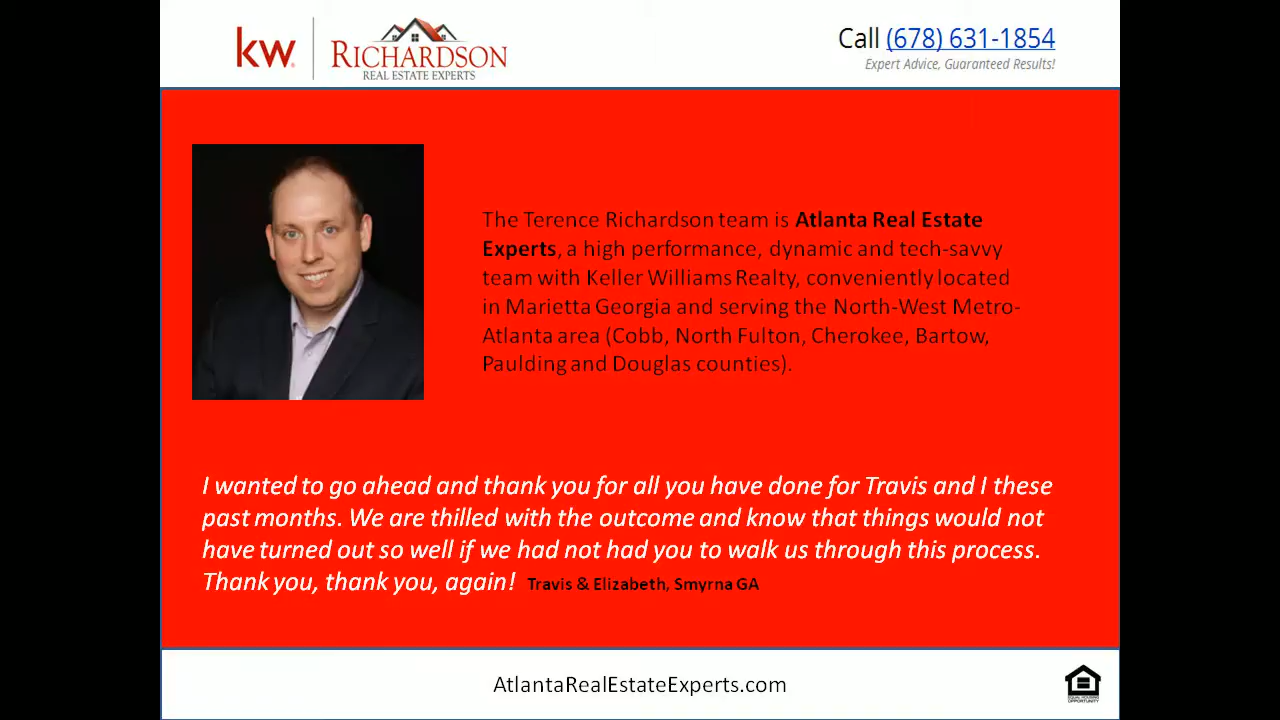 kw
RICHARDSON
REAL ESTATE EXPERTS
Call (678) 631-1854
Expert Advice, Guaranteed Results!
The Terence Richardson team is Atlanta Real Estate
Experts, a high performance, dynamic and tech-savvy
team with Keller Williams Realty, conveniently located
in Marietta Georgia and serving the North-West Metro-
Atlanta area (Cobb, North Fulton, Cherokee, Bartow,
Paulding and Douglas counties).
I wanted to go ahead and thank you for all you have done for Travis and I these
past months. We are thilled with the outcome and know that things would not
have turned out so well if we had not had you to walk us through this process.
Thank you, thank you, again! Travis & Elizabeth, Smyrna GA
AtlantaRealEstateExperts.com
EQUAL HOUSING
OPPORTUNITY